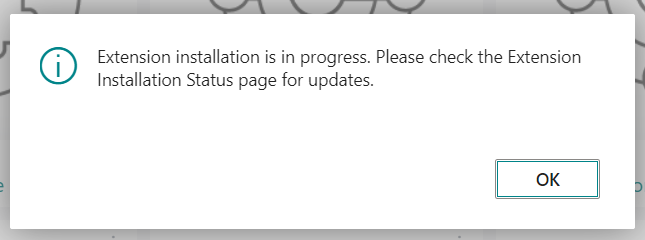 Extension installation is in progress. Please check the Extension
Installation Status page for updates.
OK